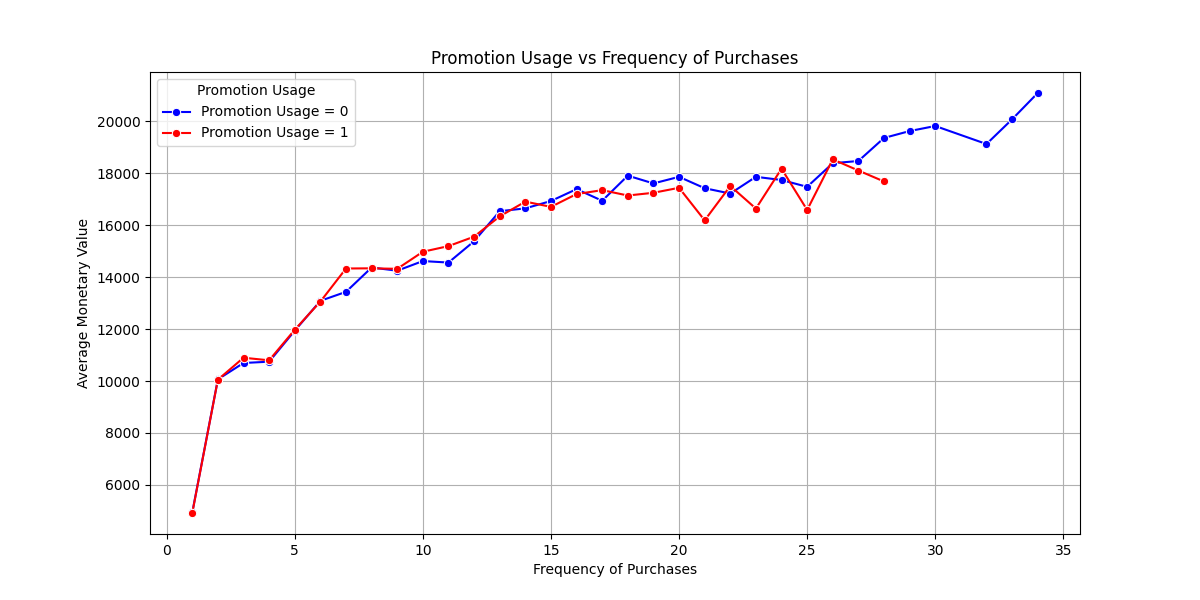 Promotion Usage vs Frequency of Purchases
Promotion Usage
Promotion Usage = 0
Promotion Usage = 1
Average Monetary Value
20000
18000
16000
14000
12000
10000
8000
6000
0 5 10 15 20 25 30 35
Frequency of Purchases